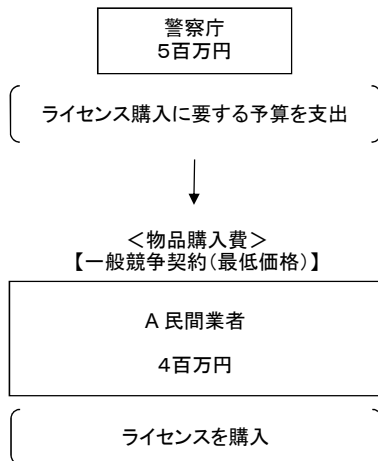 警察庁
5百万円
ライセンス購入に要する予算を支出
＜物品購入費＞
【一般競争契約(最低価格)】
A 民間業者
4百万円
ライセンスを購入